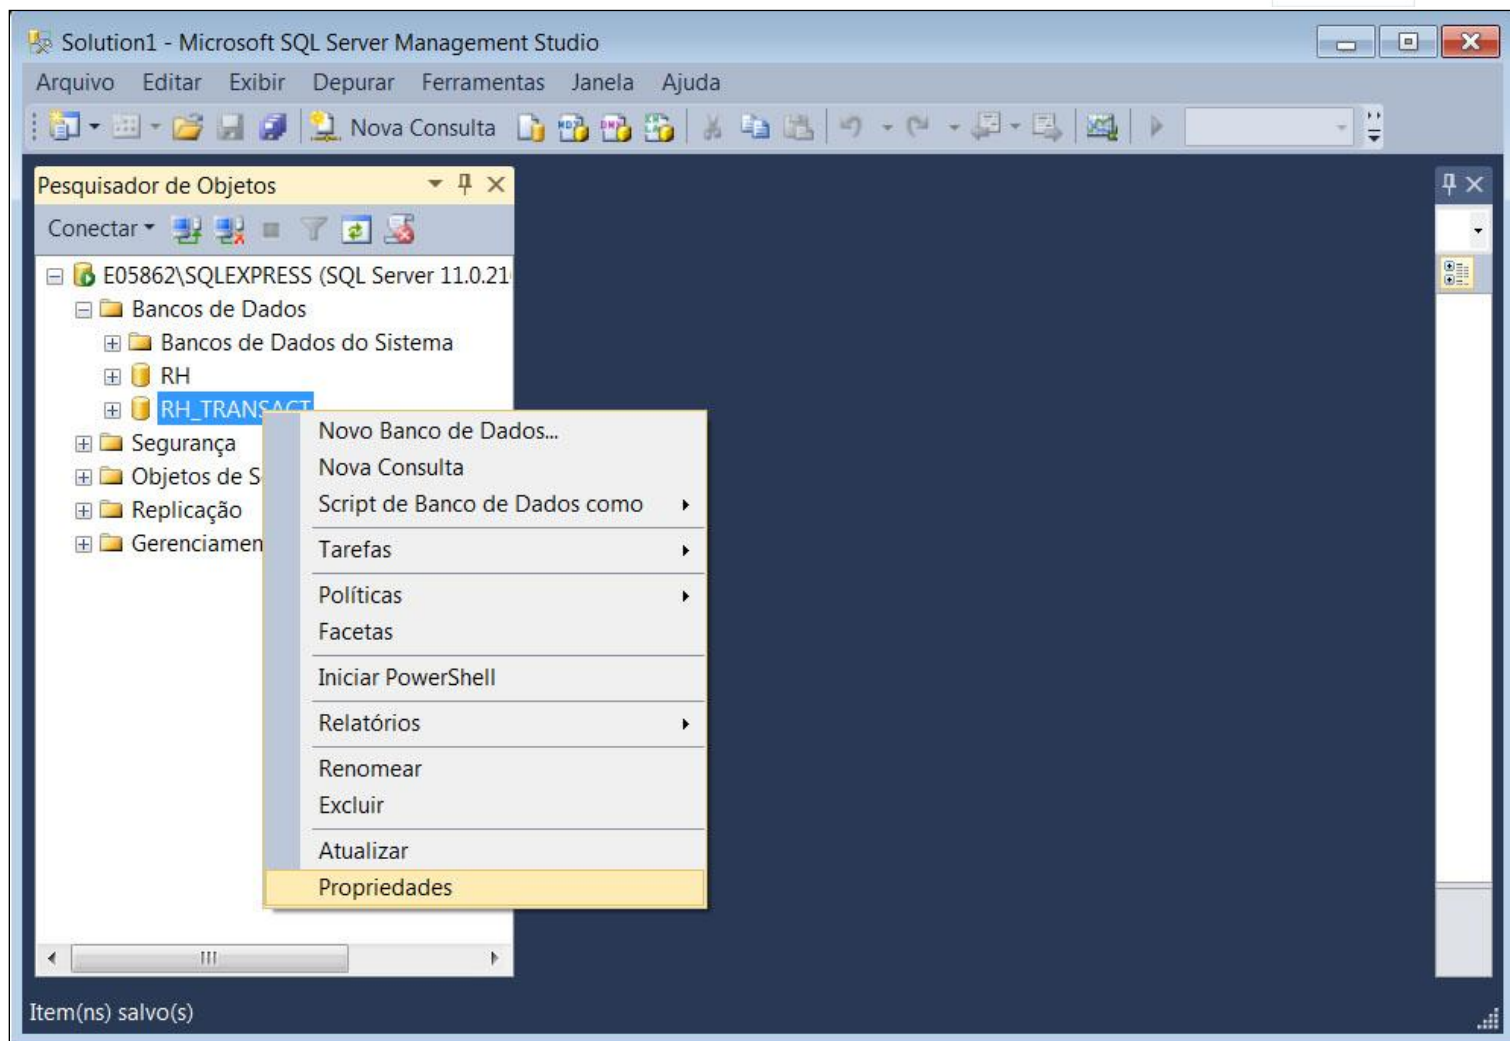 Solution1 - Microsoft SQL Server Management Studio
Arquivo Editar Exibir Depurar Ferramentas Janela Ajuda
Nova Consulta
Pesquisador de Objetos
Conectar
E05862\SQLEXPRESS (SQL Server 11.0.21
Bancos de Dados
Bancos de Dados do Sistema
RH
RH_TRANSACT
Segurança
Objetos de S
Replicação
Gerenciamen
Novo Banco de Dados...
Nova Consulta
Script de Banco de Dados como
Tarefas
Políticas
Facetas
Iniciar PowerShell
Relatórios
Renomear
Excluir
Atualizar
Propriedades
Item(ns) salvo(s)